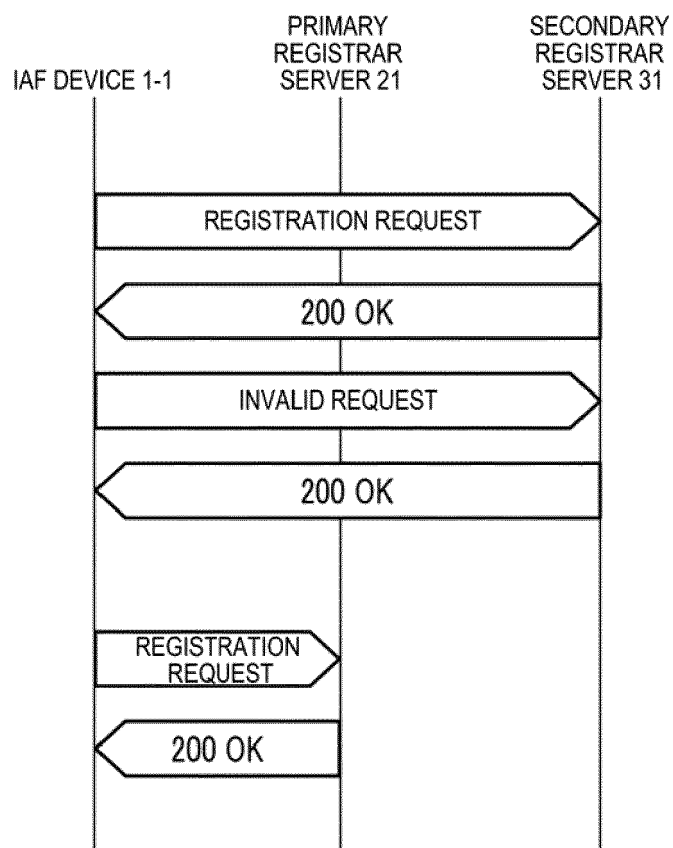 PRIMARY
REGISTRAR
SERVER 21
SECONDARY
REGISTRAR
SERVER 31
IAF DEVICE 1-1
REGISTRATION REQUEST
200 OK
INVALID REQUEST
200 OK
REGISTRATION
REQUEST
200 OK